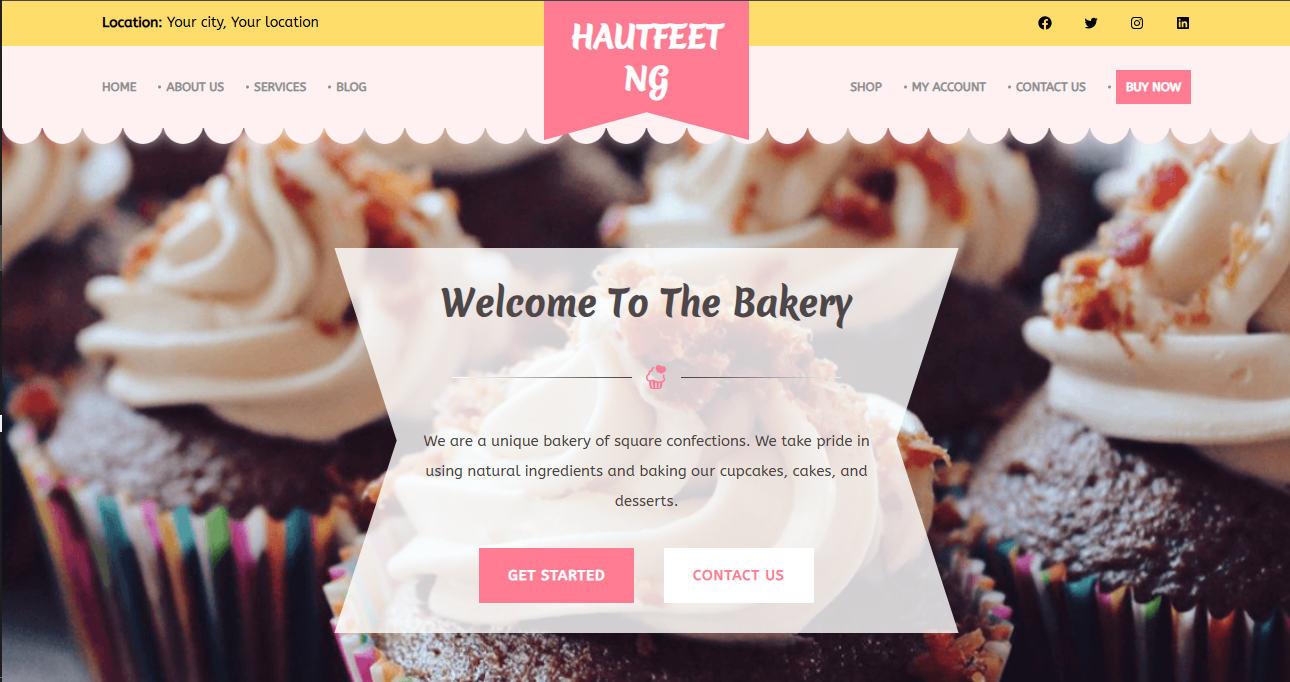 Location: Your city, Your location
HAUTFEET
NG
HOME
ABOUT US
SERVICES
BLOG
SHOP
MY ACCOUNT
CONTACT US
BUY NOW
Welcome To The Bakery
We are a unique bakery of square confections. We take pride in
using natural ingredients and baking our cupcakes, cakes, and
desserts.
GET STARTED
CONTACT US